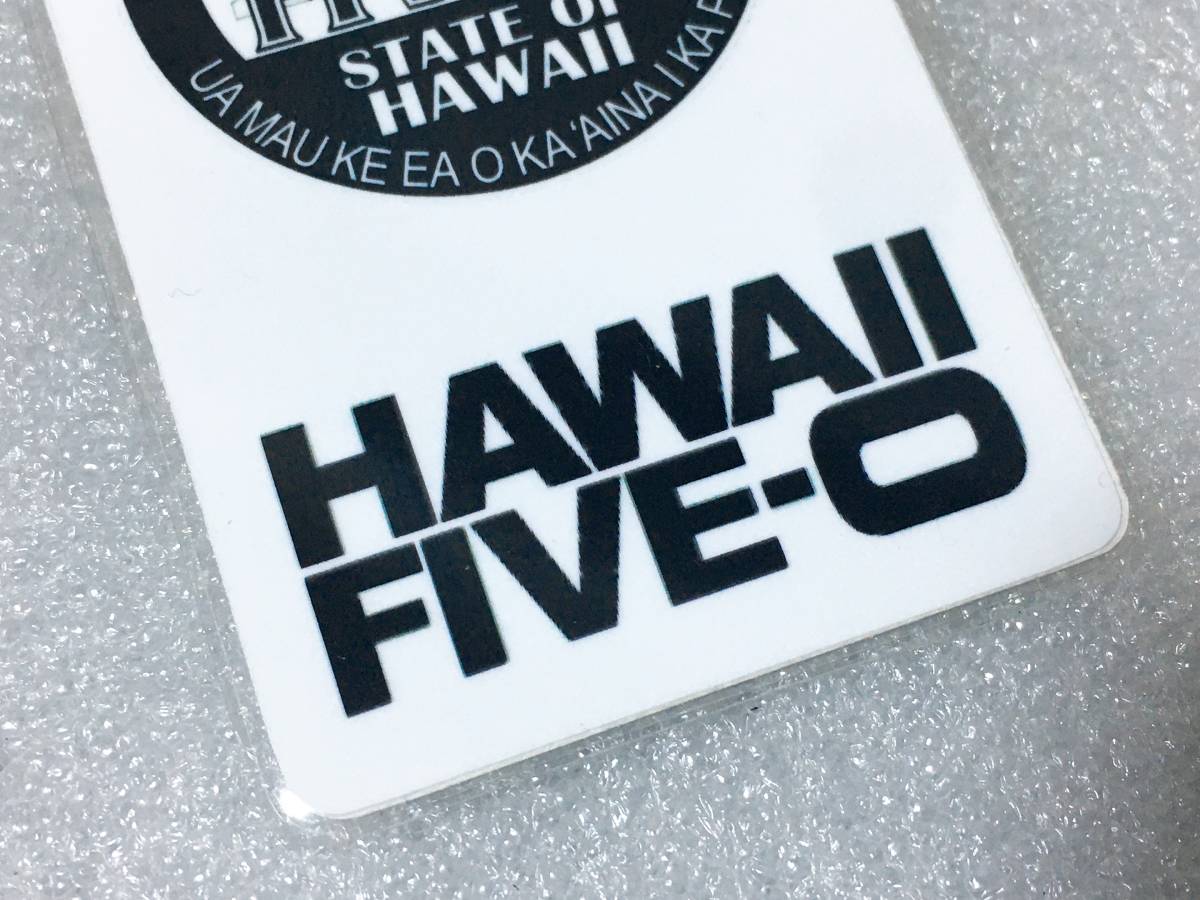 STATE OF
HAWAII
UA MAU KE EA O KA 'AINA I KA
HAWAII
FIVE-O